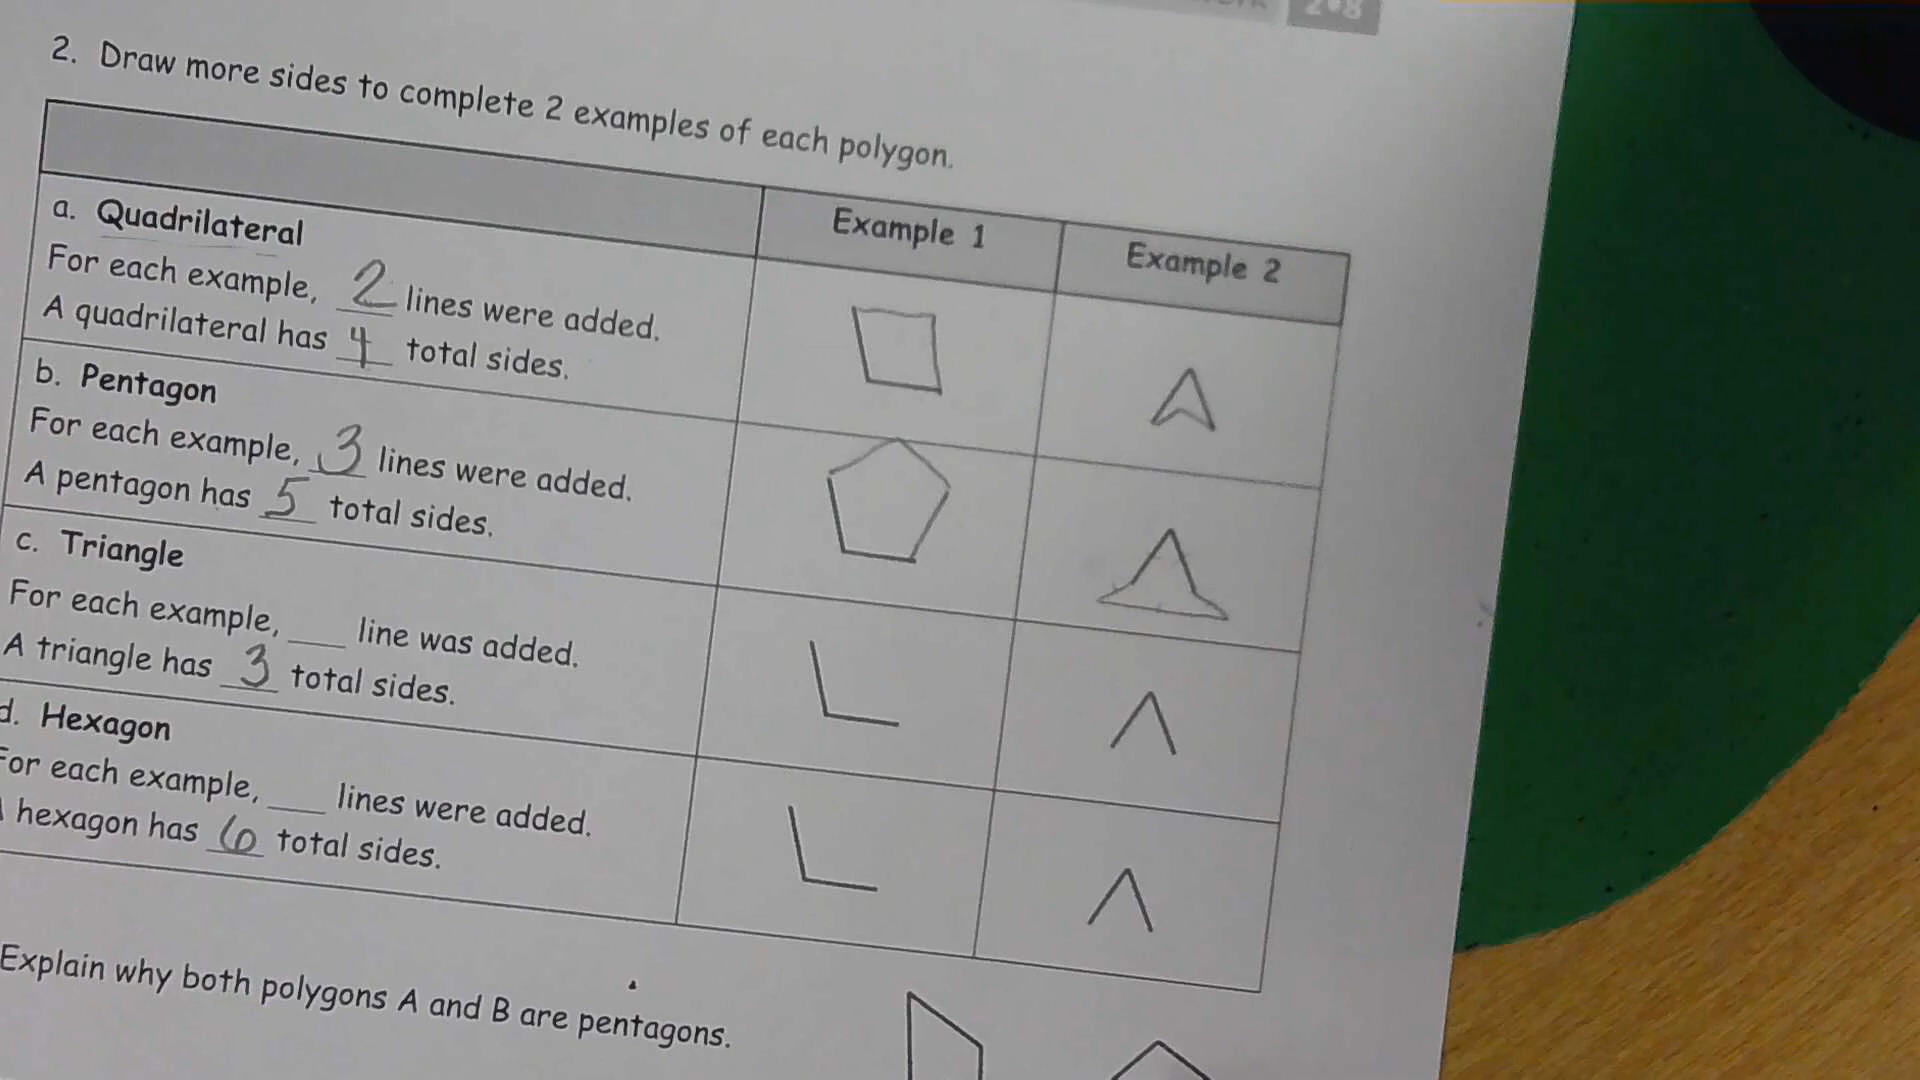 2•8
2. Draw more sides to complete 2 examples of each polygon.
Example 1
Example 2
a. Quadrilateral
For each example, 2 lines were added.
A quadrilateral has 4 total sides.
b. Pentagon
For each example, 3 lines were added.
A pentagon has 5 total sides.
c. Triangle
For each example, ___ line was added.
A triangle has 3 total sides.
d. Hexagon
For each example, ___ lines were added.
hexagon has 6 total sides.
Explain why both polygons A and B are pentagons.